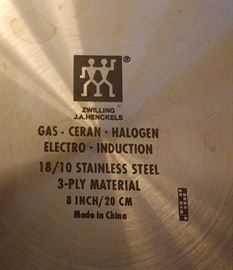 ®
ZWILLING
J.A.HENCKELS
GAS · CERAN · HALOGEN
ELECTRO · INDUCTION
18/10 STAINLESS STEEL
3-PLY MATERIAL
8 INCH/20 CM
Made in China